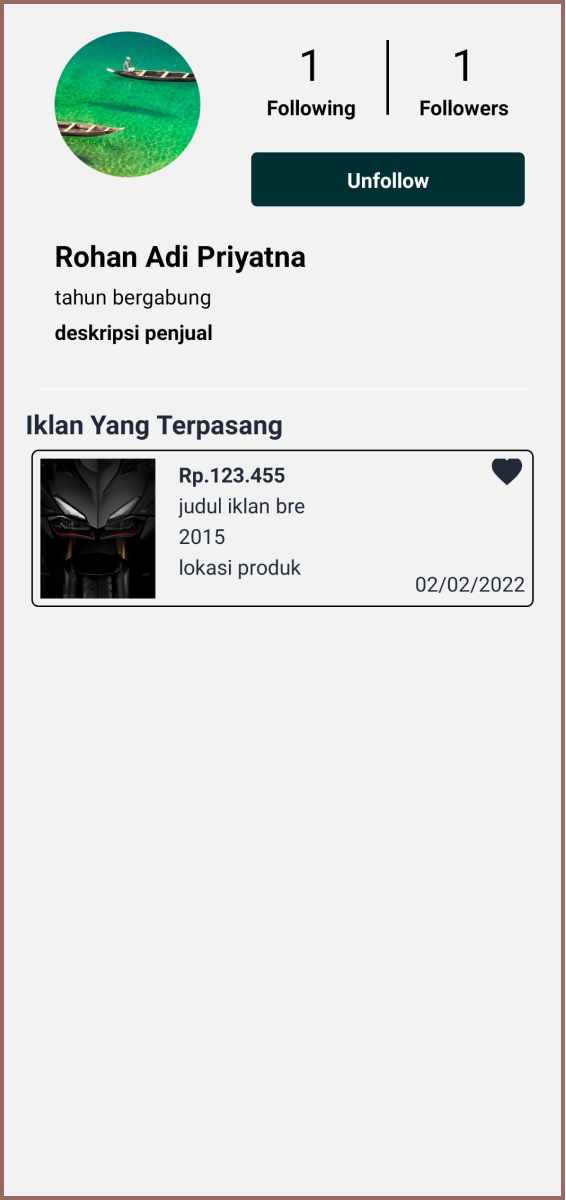 1
1
Following
Followers
Unfollow
Rohan Adi Priyatna
tahun bergabung
deskripsi penjual
Iklan Yang Terpasang
Rp.123.455
judul iklan bre
2015
lokasi produk
02/02/2022